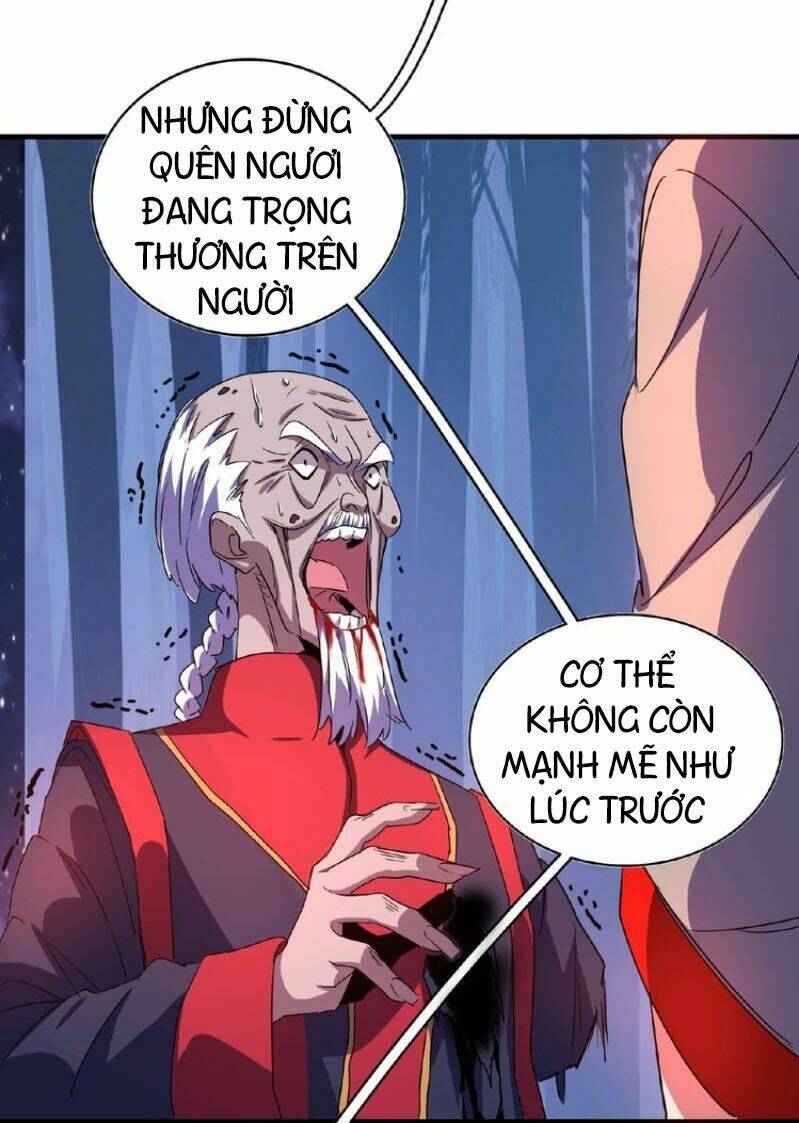 NHƯNG ĐỪNG
QUÊN NGƯƠI
ĐANG TRỌNG
THƯƠNG TRÊN
NGƯỜI
CƠ THỂ
KHÔNG CÒN
MẠNH MẼ NHƯ
LÚC TRƯỚC